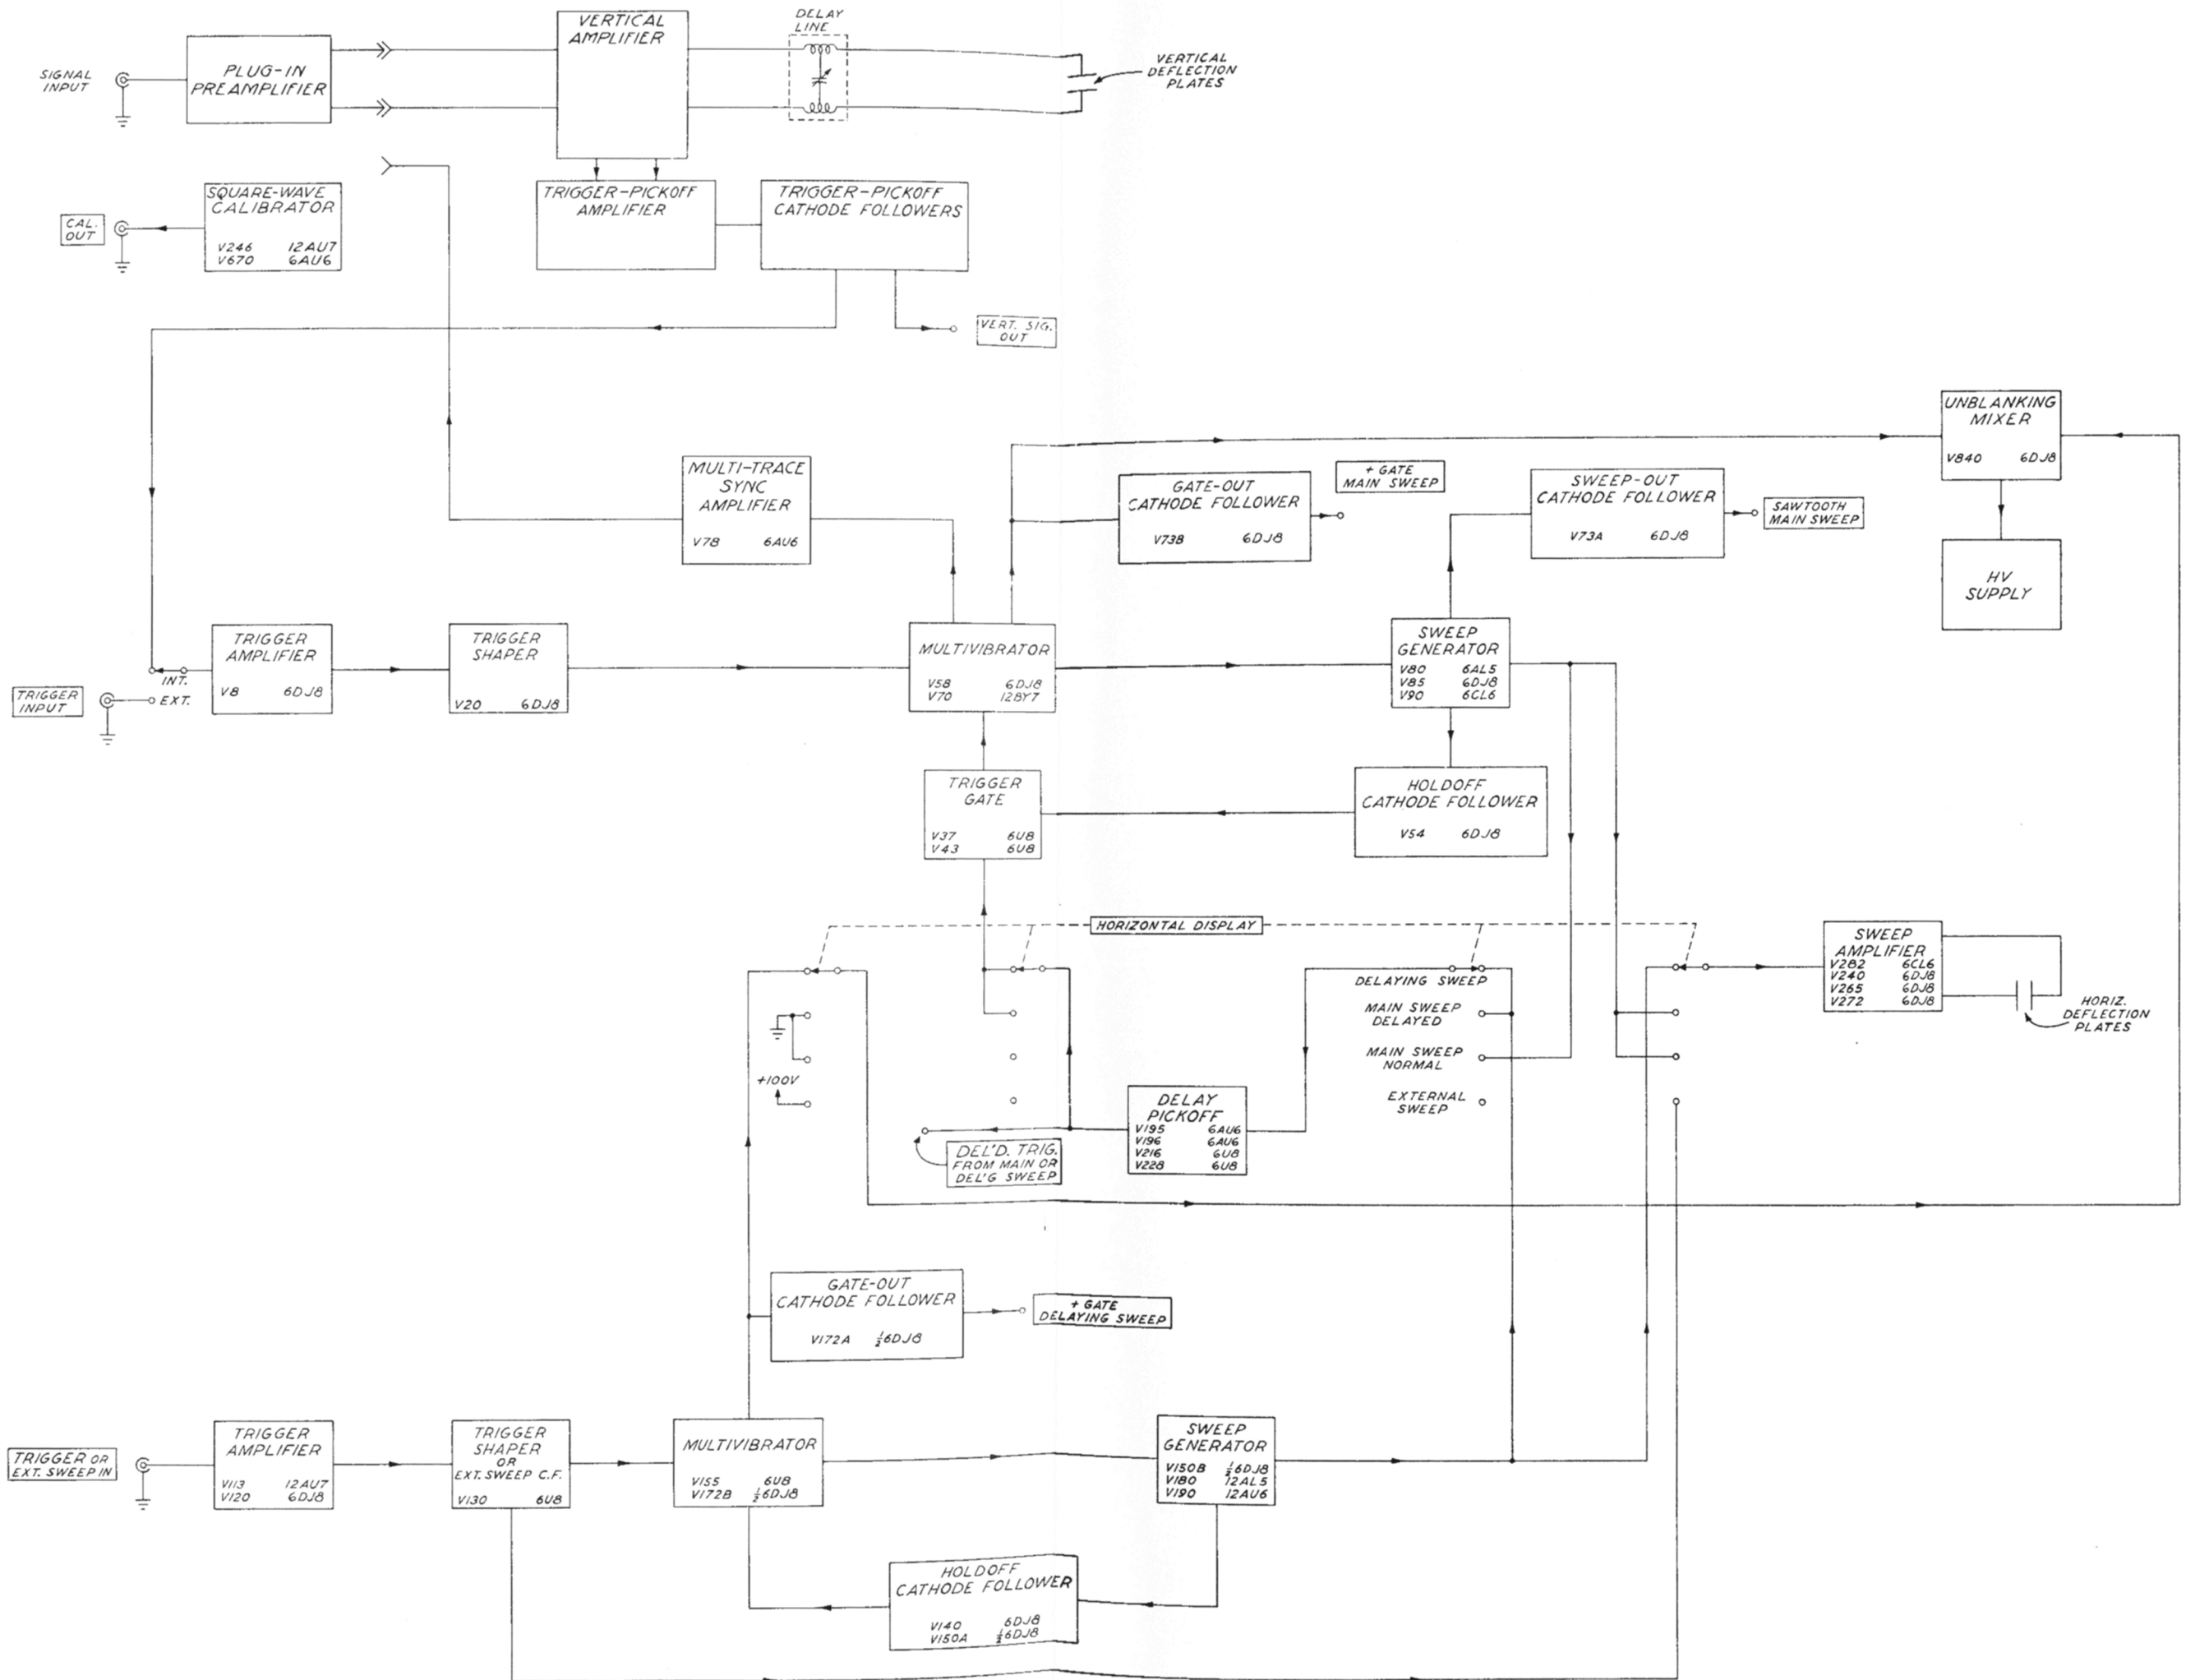 SIGNAL
INPUT
PLUG-IN
PREAMPLIFIER
VERTICAL
AMPLIFIER
DELAY
LINE
VERTICAL
DEFLECTION
PLATES
CAL.
OUT
SQUARE-WAVE
CALIBRATOR
V246 12AU7
V670 6AU6
TRIGGER-PICKOFF
AMPLIFIER
TRIGGER-PICKOFF
CATHODE FOLLOWERS
VERT. SIG.
OUT
MULTI-TRACE
SYNC
AMPLIFIER
V78 6AU6
GATE-OUT
CATHODE FOLLOWER
V73B 6DJ8
+ GATE
MAIN SWEEP
SWEEP-OUT
CATHODE FOLLOWER
V73A 6DJ8
SAWTOOTH
MAIN SWEEP
UNBLANKING
MIXER
V840 6DJ8
HV
SUPPLY
TRIGGER
INPUT
INT.
EXT.
TRIGGER
AMPLIFIER
V8 6DJ8
TRIGGER
SHAPER
V20 6DJ8
MULTIVIBRATOR
V58 6DJ8
V70 12BY7
SWEEP
GENERATOR
V80 6AL5
V85 6DJ8
V90 6CL6
TRIGGER
GATE
V37 6U8
V43 6U8
HOLDOFF
CATHODE FOLLOWER
V54 6DJ8
HORIZONTAL DISPLAY
+100V
DELAYING SWEEP
MAIN SWEEP
DELAYED
MAIN SWEEP
NORMAL
EXTERNAL
SWEEP
SWEEP
AMPLIFIER
V282 6CL6
V240 6DJ8
V265 6DJ8
V272 6DJ8
HORIZ.
DEFLECTION
PLATES
DELAY
PICKOFF
V195 6AU6
V196 6AU6
V216 6U8
V228 6U8
DEL'D. TRIG.
FROM MAIN OR
DEL'G SWEEP
GATE-OUT
CATHODE FOLLOWER
V172A ½6DJ8
+ GATE
DELAYING SWEEP
TRIGGER OR
EXT. SWEEP IN
TRIGGER
AMPLIFIER
V113 12AU7
V120 6DJ8
TRIGGER
SHAPER
OR
EXT. SWEEP C.F.
V130 6U8
MULTIVIBRATOR
V155 6U8
V172B ½6DJ8
SWEEP
GENERATOR
V150B ½6DJ8
V180 12AL5
V190 12AU6
HOLDOFF
CATHODE FOLLOWER
V140 6DJ8
V150A ½6DJ8